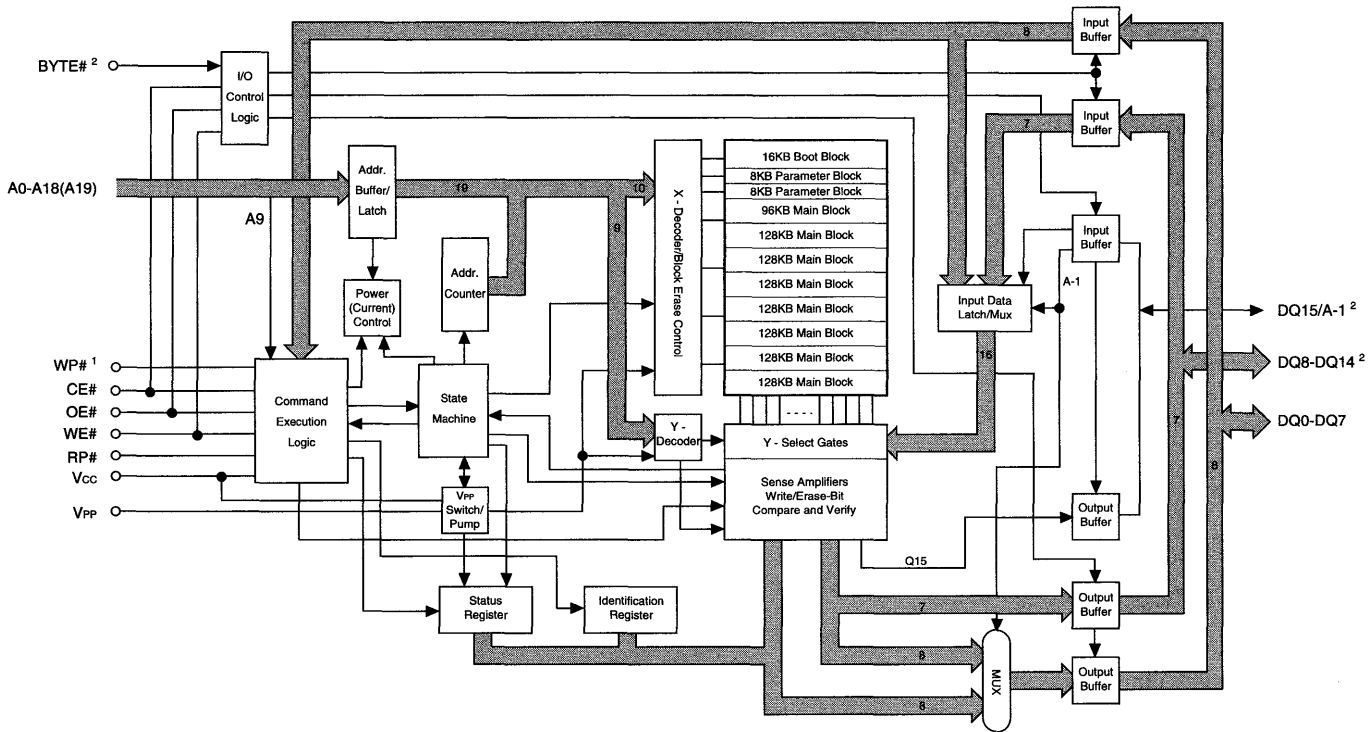 BYTE# 2
I/O
Control
Logic
8
Input
Buffer
7
Input
Buffer
A0-A18(A19)
Addr.
Buffer/
Latch
19
10
9
A9
X - Decoder/Block Erase Control
16KB Boot Block
8KB Parameter Block
8KB Parameter Block
96KB Main Block
128KB Main Block
128KB Main Block
128KB Main Block
128KB Main Block
128KB Main Block
128KB Main Block
128KB Main Block
Input
Buffer
A-1
Addr.
Counter
Power
(Current)
Control
Input Data
Latch/Mux
16
DQ15/A-1 2
DQ8-DQ14 2
DQ0-DQ7
7
8
WP# 1
CE#
OE#
WE#
RP#
VCC
VPP
Command
Execution
Logic
State
Machine
VPP
Switch/
Pump
Y -
Decoder
----
Y - Select Gates
Sense Amplifiers
Write/Erase-Bit
Compare and Verify
Q15
Output
Buffer
Status
Register
Identification
Register
7
Output
Buffer
8
8
MUX
Output
Buffer